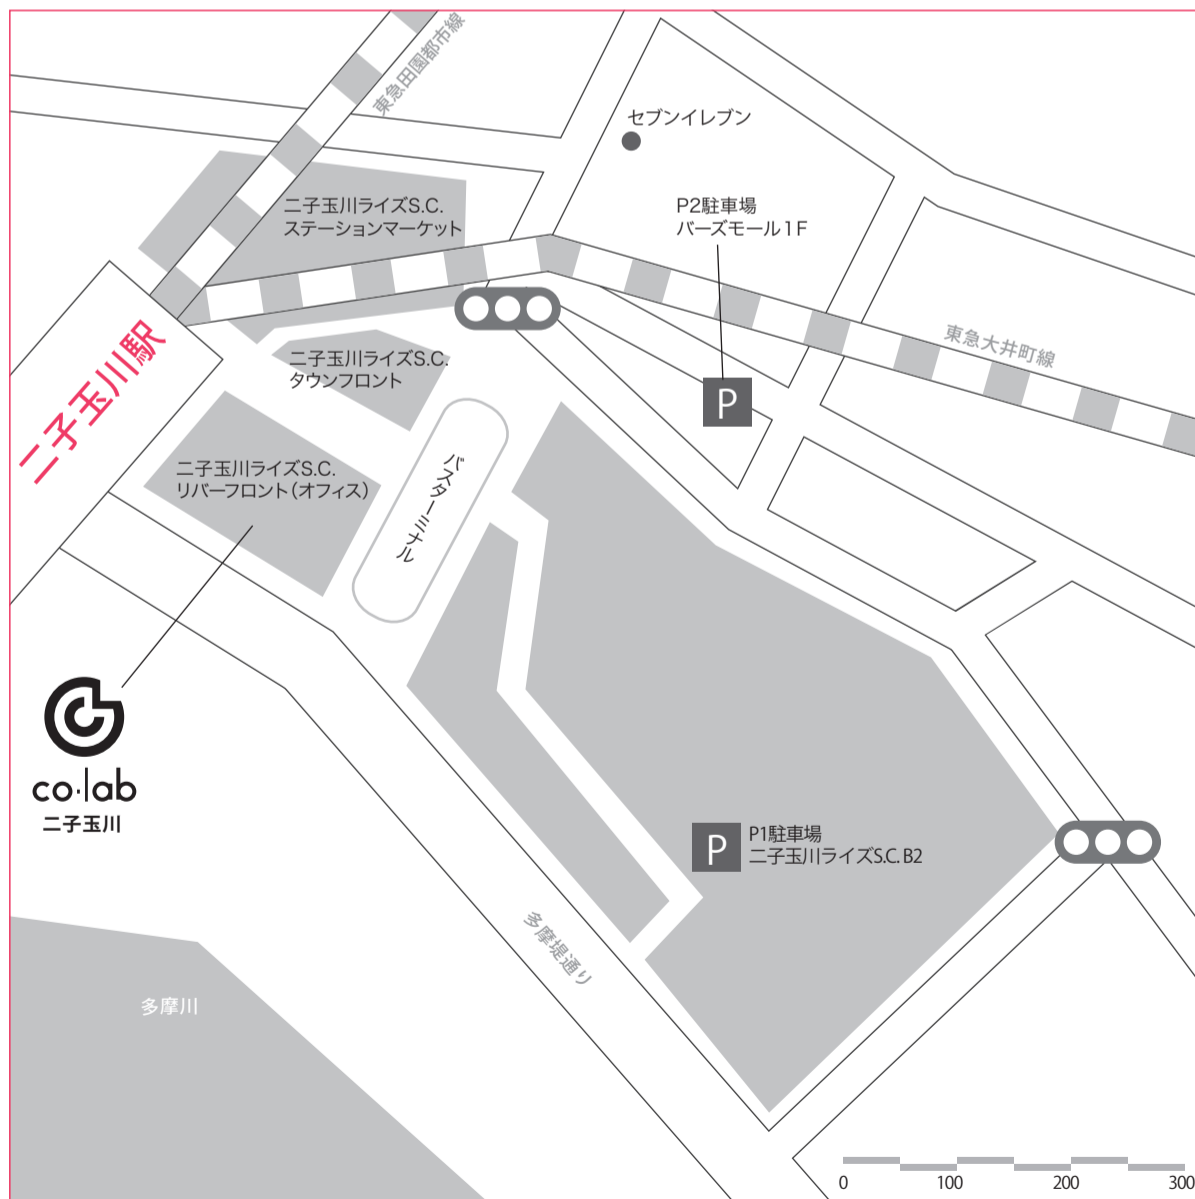 東急田園都市線
セブンイレブン
二子玉川ライズS.C.
ステーションマーケット
P2駐車場
バーズモール1F
東急大井町線
二子玉川駅
二子玉川ライズS.C.
タウンフロント
P
二子玉川ライズS.C.
リバーフロント(オフィス)
バスターミナル
co·lab
二子玉川
P
P1駐車場
二子玉川ライズS.C. B2
多摩堤通り
多摩川
0 100 200 300